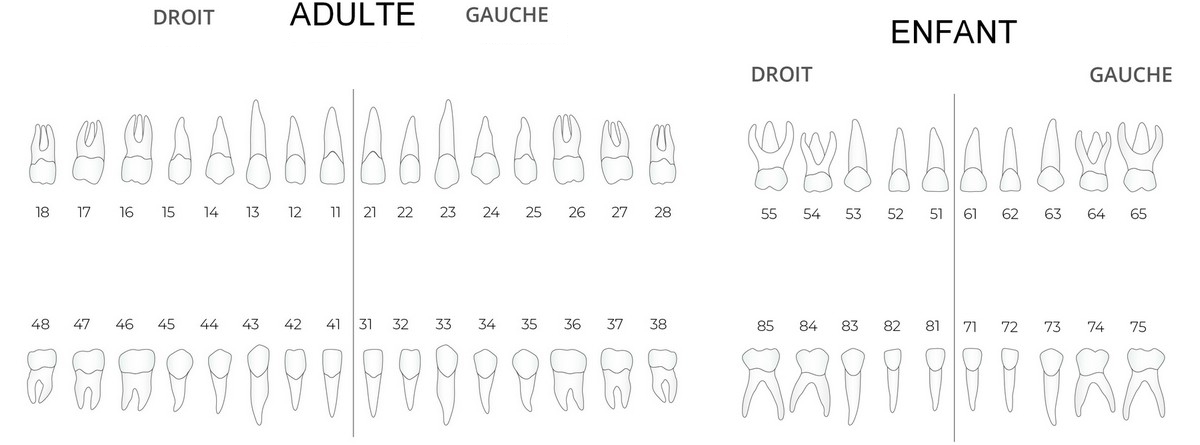 ADULTE
DROIT GAUCHE
18 17 16 15 14 13 12 11 21 22 23 24 25 26 27 28
48 47 46 45 44 43 42 41 31 32 33 34 35 36 37 38
ENFANT
DROIT GAUCHE
55 54 53 52 51 61 62 63 64 65
85 84 83 82 81 71 72 73 74 75